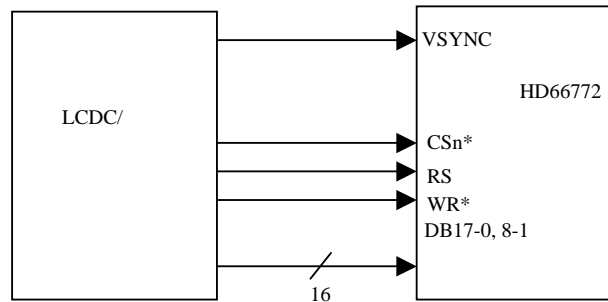 VSYNC
HD66772
LCDC/
CSn*
RS
WR*
DB17-0, 8-1
16